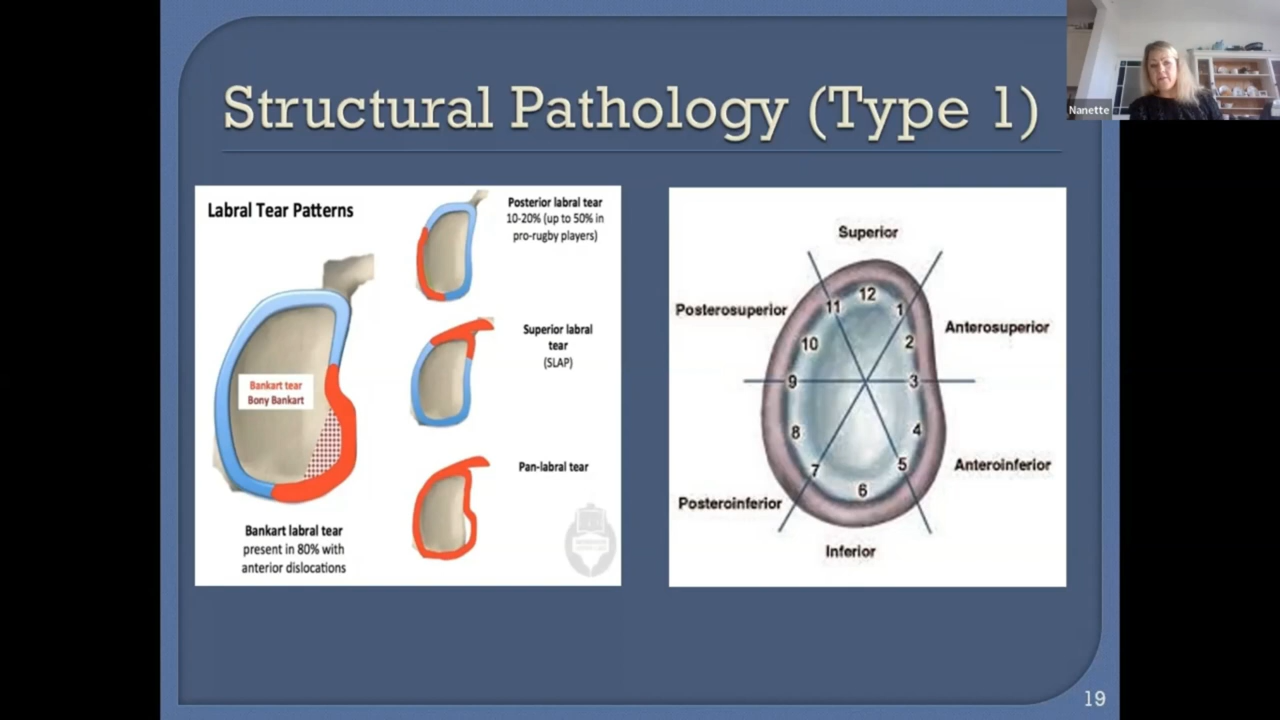 Structural Pathology (Type 1)
Nanette
Labral Tear Patterns
Bankart tear
Bony Bankart
Bankart labral tear
present in 80% with
anterior dislocations
Posterior labral tear
10-20% (up to 50% in
pro-rugby players)
Superior labral
tear
(SLAP)
Pan-labral tear
Superior
Posterosuperior
Anterosuperior
Anteroinferior
Posteroinferior
Inferior
12
1
2
3
4
5
6
7
8
9
10
11
19